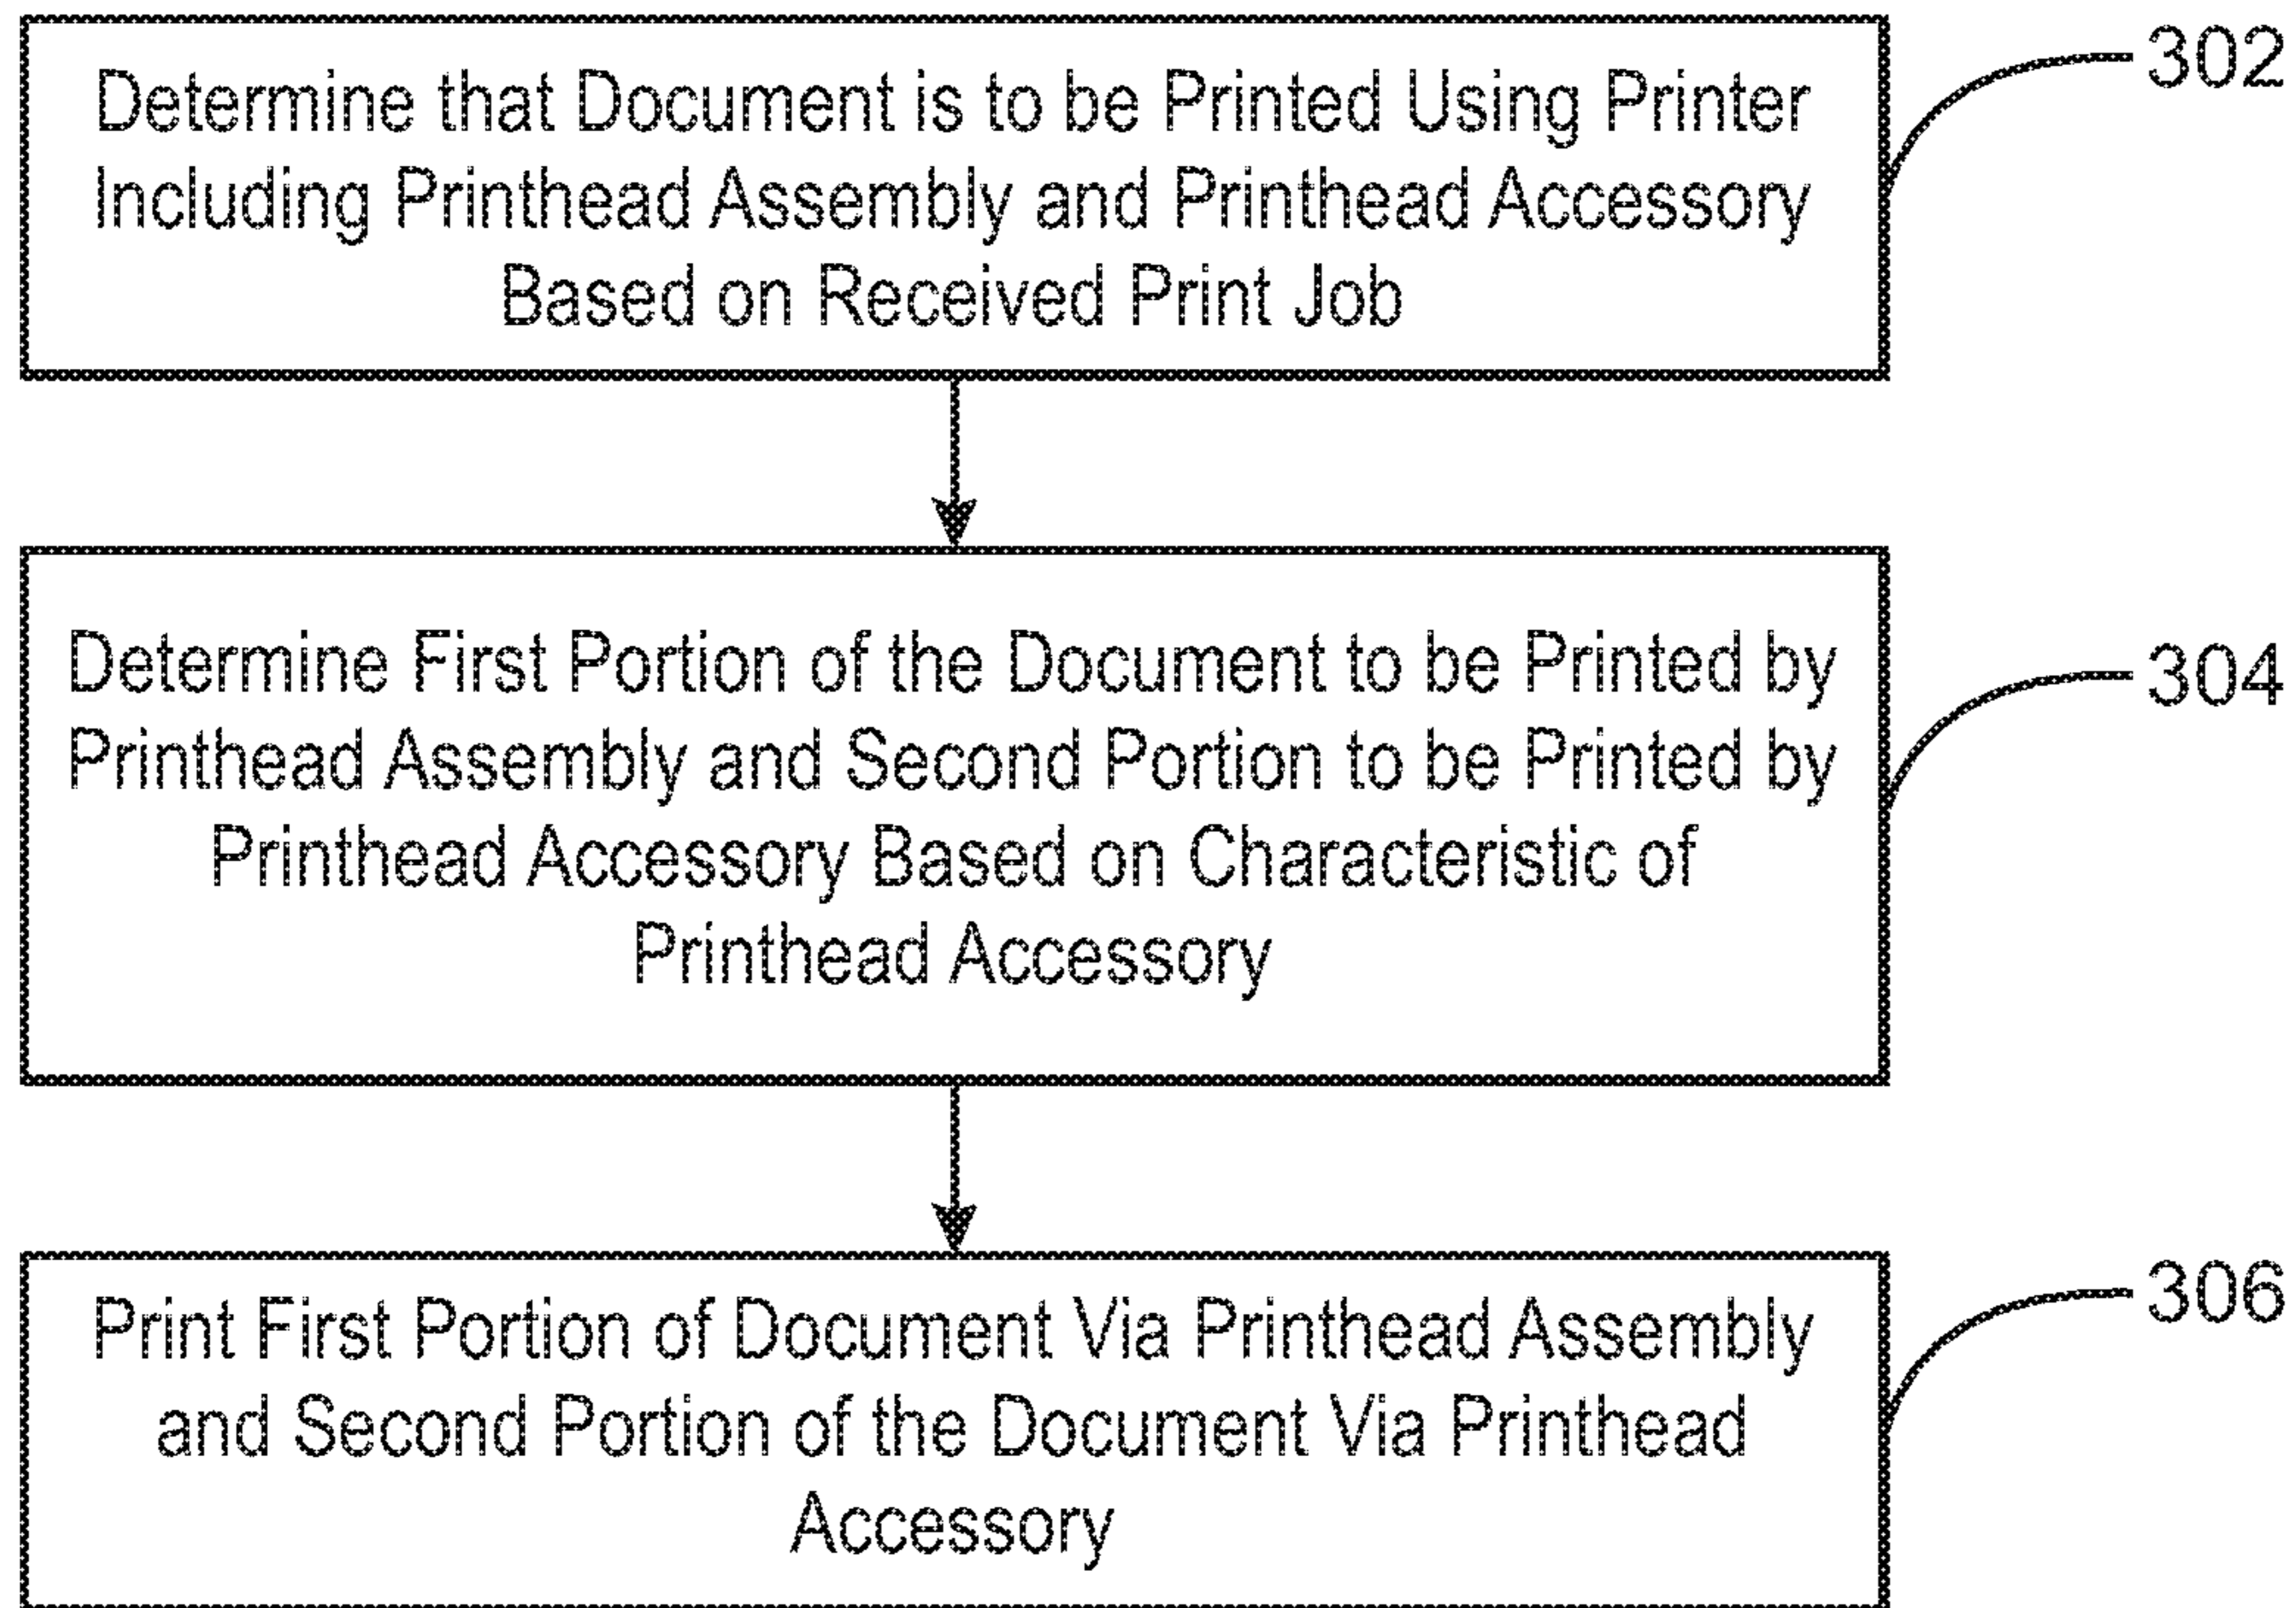 Determine that Document is to be Printed Using Printer
Including Printhead Assembly and Printhead Accessory
Based on Received Print Job
302
Determine First Portion of the Document to be Printed by
Printhead Assembly and Second Portion to be Printed by
Printhead Accessory Based on Characteristic of
Printhead Accessory
304
Print First Portion of Document Via Printhead Assembly
and Second Portion of the Document Via Printhead
Accessory
306